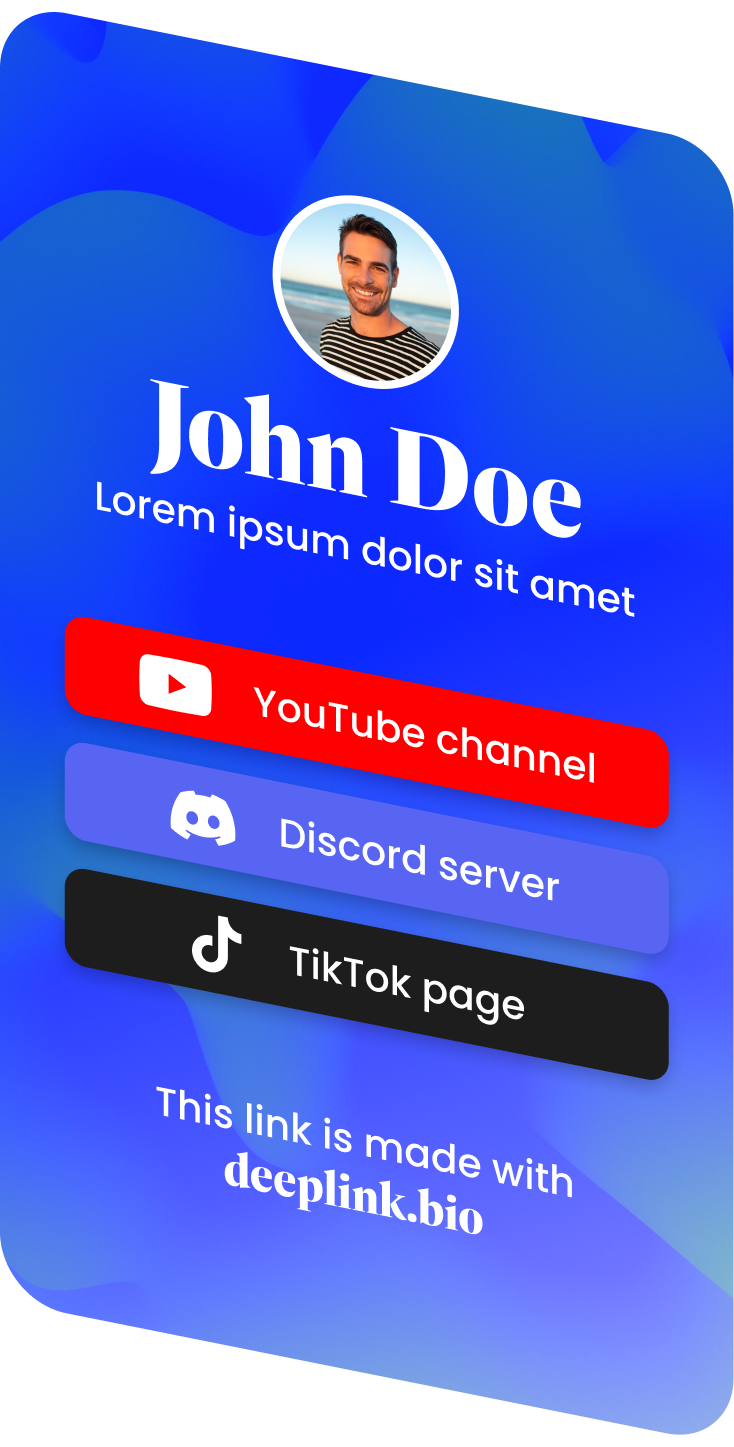 John Doe
Lorem ipsum dolor sit amet
YouTube channel
Discord server
TikTok page
This link is made with
deeplink.bio